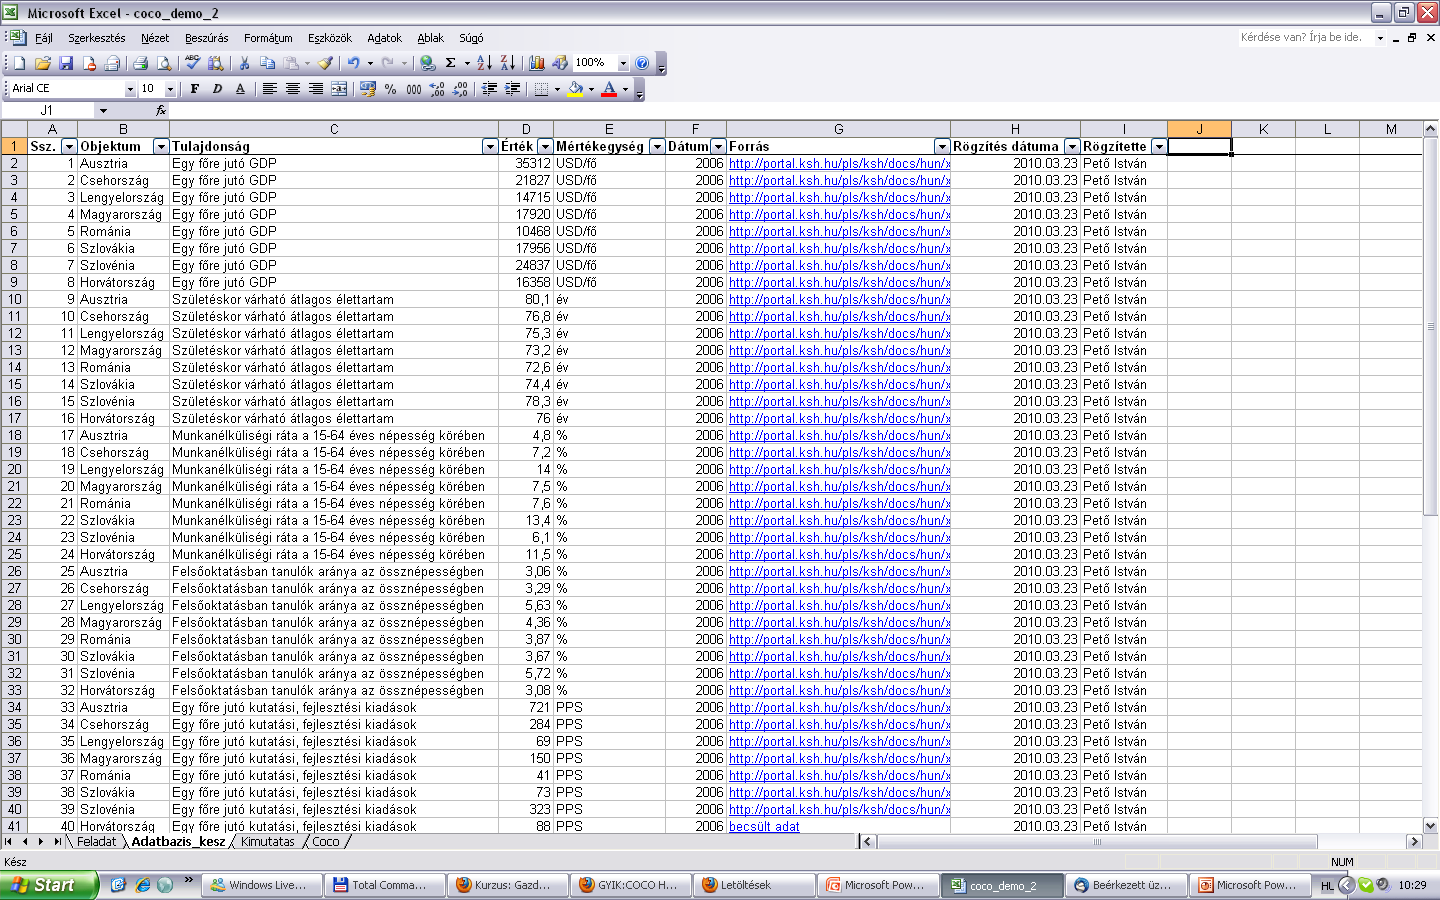 Microsoft Excel - coco_demo_2
Fájl Szerkesztés Nézet Beszúrás Formátum Eszközök Adatok Ablak Súgó Kérdése van? Írja be ide.
100%
Arial CE 10 F D A % 000
J1 fx
A B C D E F G H I J K L M
1 Ssz. Objektum Tulajdonság Érték Mértékegység Dátum Forrás Rögzítés dátuma Rögzítette
2 1 Ausztria Egy főre jutó GDP 35312 USD/fő 2006 http://portal.ksh.hu/pls/ksh/docs/hun/x 2010.03.23 Pető István
3 2 Csehország Egy főre jutó GDP 21827 USD/fő 2006 http://portal.ksh.hu/pls/ksh/docs/hun/x 2010.03.23 Pető István
4 3 Lengyelország Egy főre jutó GDP 14715 USD/fő 2006 http://portal.ksh.hu/pls/ksh/docs/hun/x 2010.03.23 Pető István
5 4 Magyarország Egy főre jutó GDP 17920 USD/fő 2006 http://portal.ksh.hu/pls/ksh/docs/hun/x 2010.03.23 Pető István
6 5 Románia Egy főre jutó GDP 10468 USD/fő 2006 http://portal.ksh.hu/pls/ksh/docs/hun/x 2010.03.23 Pető István
7 6 Szlovákia Egy főre jutó GDP 17956 USD/fő 2006 http://portal.ksh.hu/pls/ksh/docs/hun/x 2010.03.23 Pető István
8 7 Szlovénia Egy főre jutó GDP 24837 USD/fő 2006 http://portal.ksh.hu/pls/ksh/docs/hun/x 2010.03.23 Pető István
9 8 Horvátország Egy főre jutó GDP 16358 USD/fő 2006 http://portal.ksh.hu/pls/ksh/docs/hun/x 2010.03.23 Pető István
10 9 Ausztria Születéskor várható átlagos élettartam 80,1 év 2006 http://portal.ksh.hu/pls/ksh/docs/hun/x 2010.03.23 Pető István
11 10 Csehország Születéskor várható átlagos élettartam 76,8 év 2006 http://portal.ksh.hu/pls/ksh/docs/hun/x 2010.03.23 Pető István
12 11 Lengyelország Születéskor várható átlagos élettartam 75,3 év 2006 http://portal.ksh.hu/pls/ksh/docs/hun/x 2010.03.23 Pető István
13 12 Magyarország Születéskor várható átlagos élettartam 73,2 év 2006 http://portal.ksh.hu/pls/ksh/docs/hun/x 2010.03.23 Pető István
14 13 Románia Születéskor várható átlagos élettartam 72,6 év 2006 http://portal.ksh.hu/pls/ksh/docs/hun/x 2010.03.23 Pető István
15 14 Szlovákia Születéskor várható átlagos élettartam 74,4 év 2006 http://portal.ksh.hu/pls/ksh/docs/hun/x 2010.03.23 Pető István
16 15 Szlovénia Születéskor várható átlagos élettartam 78,3 év 2006 http://portal.ksh.hu/pls/ksh/docs/hun/x 2010.03.23 Pető István
17 16 Horvátország Születéskor várható átlagos élettartam 76 év 2006 http://portal.ksh.hu/pls/ksh/docs/hun/x 2010.03.23 Pető István
18 17 Ausztria Munkanélküliségi ráta a 15-64 éves népesség körében 4,8 % 2006 http://portal.ksh.hu/pls/ksh/docs/hun/x 2010.03.23 Pető István
19 18 Csehország Munkanélküliségi ráta a 15-64 éves népesség körében 7,2 % 2006 http://portal.ksh.hu/pls/ksh/docs/hun/x 2010.03.23 Pető István
20 19 Lengyelország Munkanélküliségi ráta a 15-64 éves népesség körében 14 % 2006 http://portal.ksh.hu/pls/ksh/docs/hun/x 2010.03.23 Pető István
21 20 Magyarország Munkanélküliségi ráta a 15-64 éves népesség körében 7,5 % 2006 http://portal.ksh.hu/pls/ksh/docs/hun/x 2010.03.23 Pető István
22 21 Románia Munkanélküliségi ráta a 15-64 éves népesség körében 7,6 % 2006 http://portal.ksh.hu/pls/ksh/docs/hun/x 2010.03.23 Pető István
23 22 Szlovákia Munkanélküliségi ráta a 15-64 éves népesség körében 13,4 % 2006 http://portal.ksh.hu/pls/ksh/docs/hun/x 2010.03.23 Pető István
24 23 Szlovénia Munkanélküliségi ráta a 15-64 éves népesség körében 6,1 % 2006 http://portal.ksh.hu/pls/ksh/docs/hun/x 2010.03.23 Pető István
25 24 Horvátország Munkanélküliségi ráta a 15-64 éves népesség körében 11,5 % 2006 http://portal.ksh.hu/pls/ksh/docs/hun/x 2010.03.23 Pető István
26 25 Ausztria Felsőoktatásban tanulók aránya az össznépességben 3,06 % 2006 http://portal.ksh.hu/pls/ksh/docs/hun/x 2010.03.23 Pető István
27 26 Csehország Felsőoktatásban tanulók aránya az össznépességben 3,29 % 2006 http://portal.ksh.hu/pls/ksh/docs/hun/x 2010.03.23 Pető István
28 27 Lengyelország Felsőoktatásban tanulók aránya az össznépességben 5,63 % 2006 http://portal.ksh.hu/pls/ksh/docs/hun/x 2010.03.23 Pető István
29 28 Magyarország Felsőoktatásban tanulók aránya az össznépességben 4,36 % 2006 http://portal.ksh.hu/pls/ksh/docs/hun/x 2010.03.23 Pető István
30 29 Románia Felsőoktatásban tanulók aránya az össznépességben 3,87 % 2006 http://portal.ksh.hu/pls/ksh/docs/hun/x 2010.03.23 Pető István
31 30 Szlovákia Felsőoktatásban tanulók aránya az össznépességben 3,67 % 2006 http://portal.ksh.hu/pls/ksh/docs/hun/x 2010.03.23 Pető István
32 31 Szlovénia Felsőoktatásban tanulók aránya az össznépességben 5,72 % 2006 http://portal.ksh.hu/pls/ksh/docs/hun/x 2010.03.23 Pető István
33 32 Horvátország Felsőoktatásban tanulók aránya az össznépességben 3,08 % 2006 http://portal.ksh.hu/pls/ksh/docs/hun/x 2010.03.23 Pető István
34 33 Ausztria Egy főre jutó kutatási, fejlesztési kiadások 721 PPS 2006 http://portal.ksh.hu/pls/ksh/docs/hun/x 2010.03.23 Pető István
35 34 Csehország Egy főre jutó kutatási, fejlesztési kiadások 284 PPS 2006 http://portal.ksh.hu/pls/ksh/docs/hun/x 2010.03.23 Pető István
36 35 Lengyelország Egy főre jutó kutatási, fejlesztési kiadások 69 PPS 2006 http://portal.ksh.hu/pls/ksh/docs/hun/x 2010.03.23 Pető István
37 36 Magyarország Egy főre jutó kutatási, fejlesztési kiadások 150 PPS 2006 http://portal.ksh.hu/pls/ksh/docs/hun/x 2010.03.23 Pető István
38 37 Románia Egy főre jutó kutatási, fejlesztési kiadások 41 PPS 2006 http://portal.ksh.hu/pls/ksh/docs/hun/x 2010.03.23 Pető István
39 38 Szlovákia Egy főre jutó kutatási, fejlesztési kiadások 73 PPS 2006 http://portal.ksh.hu/pls/ksh/docs/hun/x 2010.03.23 Pető István
40 39 Szlovénia Egy főre jutó kutatási, fejlesztési kiadások 323 PPS 2006 http://portal.ksh.hu/pls/ksh/docs/hun/x 2010.03.23 Pető István
41 40 Horvátország Egy főre jutó kutatási, fejlesztési kiadások 88 PPS 2006 becsült adat 2010.03.23 Pető István
Feladat Adatbazis_kesz Kimutatas Coco
Kész NUM
Start Windows Live... Total Comma... Kurzus: Gazd... GYIK:COCO H... Letöltések Microsoft Pow... coco_demo_2 Beérkezett üz... Microsoft Pow... HL 10:29